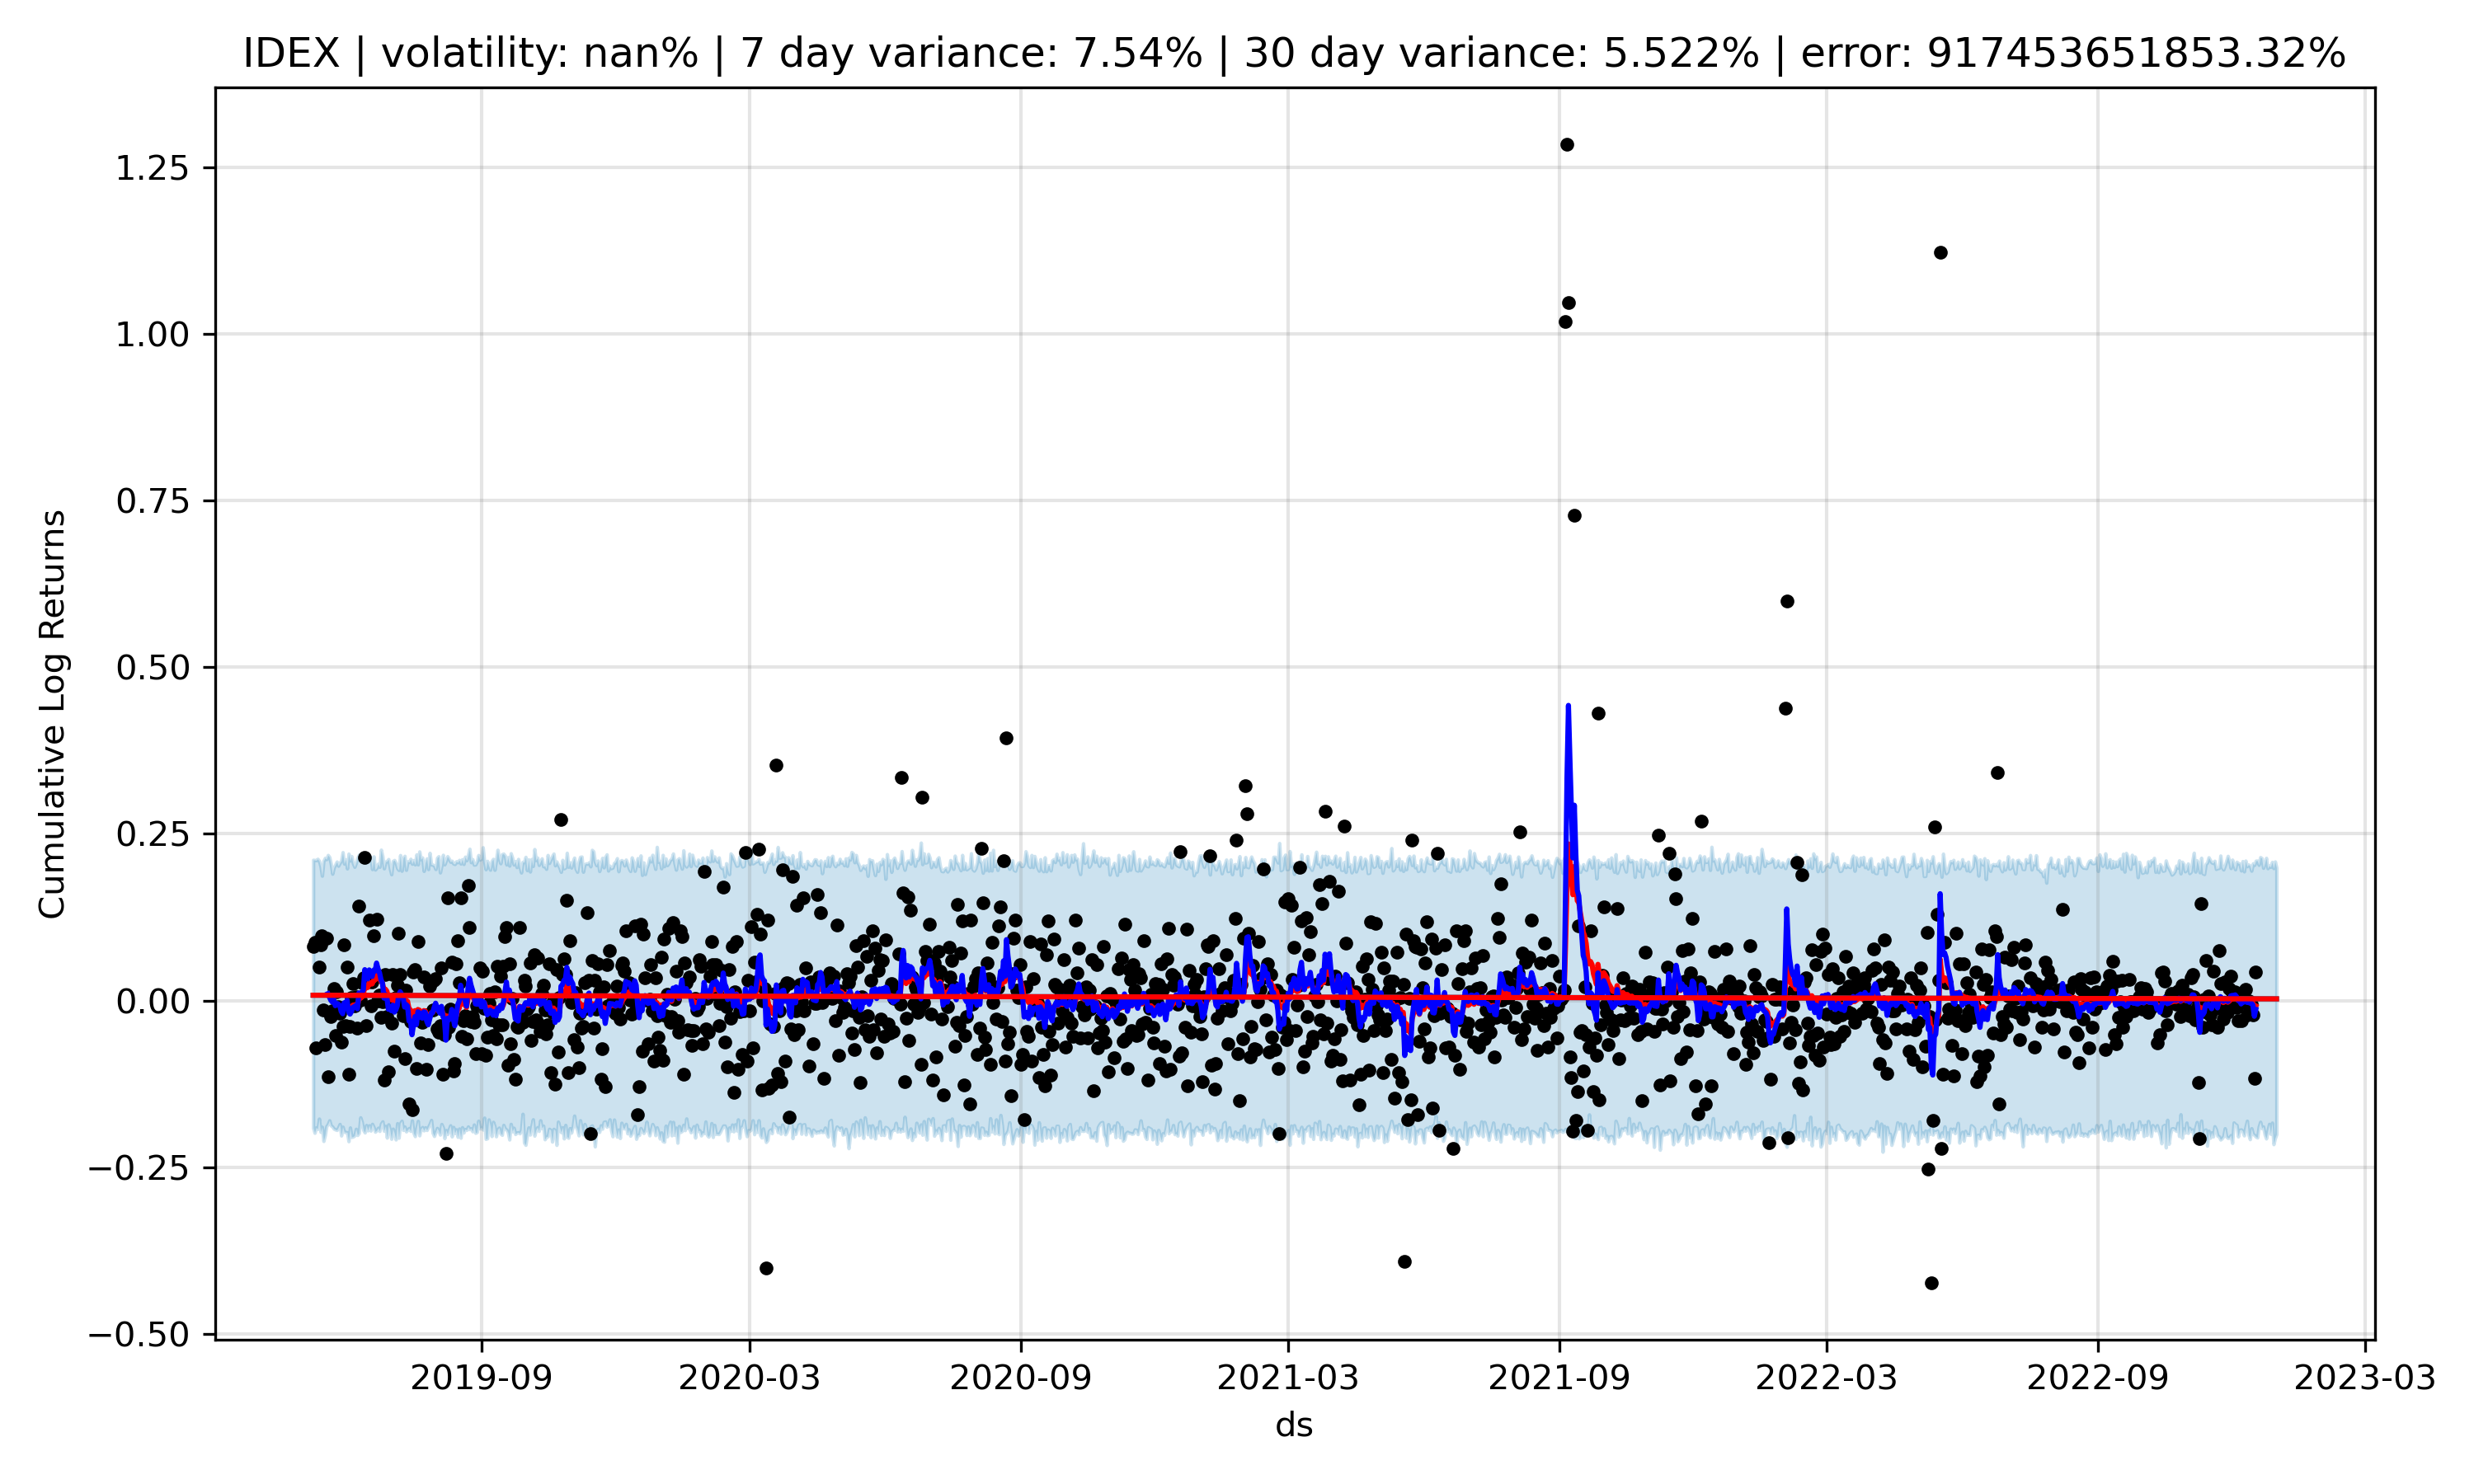 IDEX | volatility: nan% | 7 day variance: 7.54% | 30 day variance: 5.522% | error: 917453651853.32%
Cumulative Log Returns
1.25
1.00
0.75
0.50
0.25
0.00
−0.25
−0.50
2019-09 2020-03 2020-09 2021-03 2021-09 2022-03 2022-09 2023-03
ds